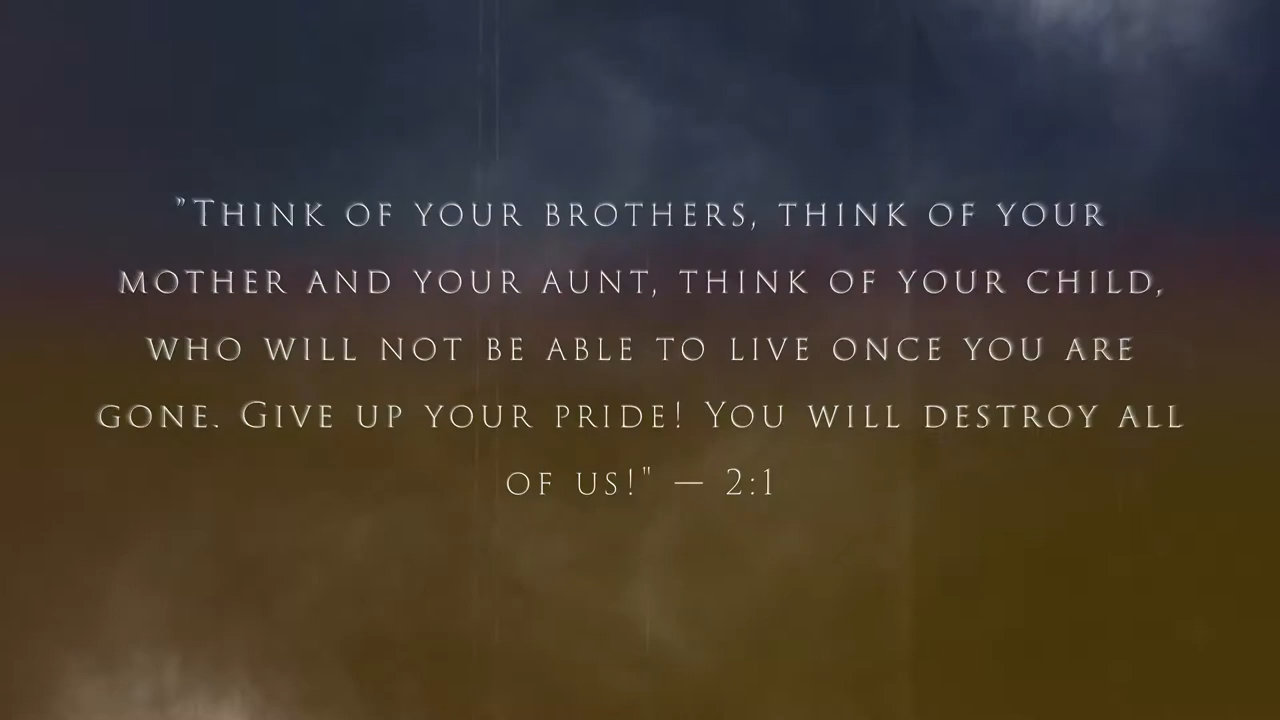 "Think of your brothers, think of your
mother and your aunt, think of your child,
who will not be able to live once you are
gone. Give up your pride! You will destroy all
of us!" — 2:1